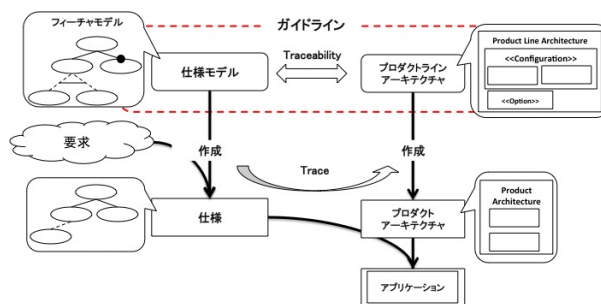 フィーチャモデル
ガイドライン
仕様モデル
Traceability
プロダクトライン
アーキテクチャ
Product Line Architecture
<<Configuration>>
<<Option>>
要求
作成
作成
Trace
仕様
プロダクト
アーキテクチャ
Product
Architecture
アプリケーション